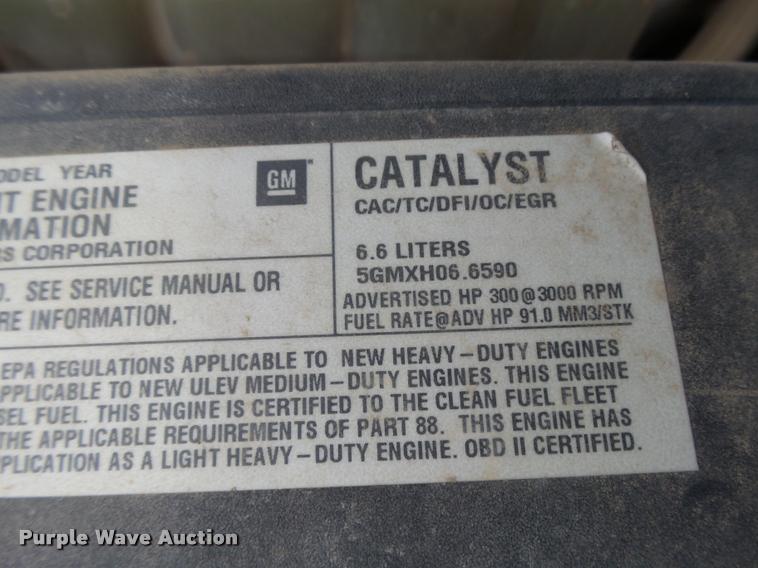 ODEL YEAR
IT ENGINE
MATION
S CORPORATION
GM
. SEE SERVICE MANUAL OR
RE INFORMATION.
CATALYST
CAC/TC/DFI/OC/EGR
6.6 LITERS
5GMXH06.6590
ADVERTISED HP 300@3000 RPM
FUEL RATE@ADV HP 91.0 MM3/STK
EPA REGULATIONS APPLICABLE TO NEW HEAVY-DUTY ENGINES
PPLICABLE TO NEW ULEV MEDIUM-DUTY ENGINES. THIS ENGINE
SEL FUEL. THIS ENGINE IS CERTIFIED TO THE CLEAN FUEL FLEET
THE APPLICABLE REQUIREMENTS OF PART 88. THIS ENGINE HAS
PLICATION AS A LIGHT HEAVY-DUTY ENGINE. OBD II CERTIFIED.
Purple Wave Auction